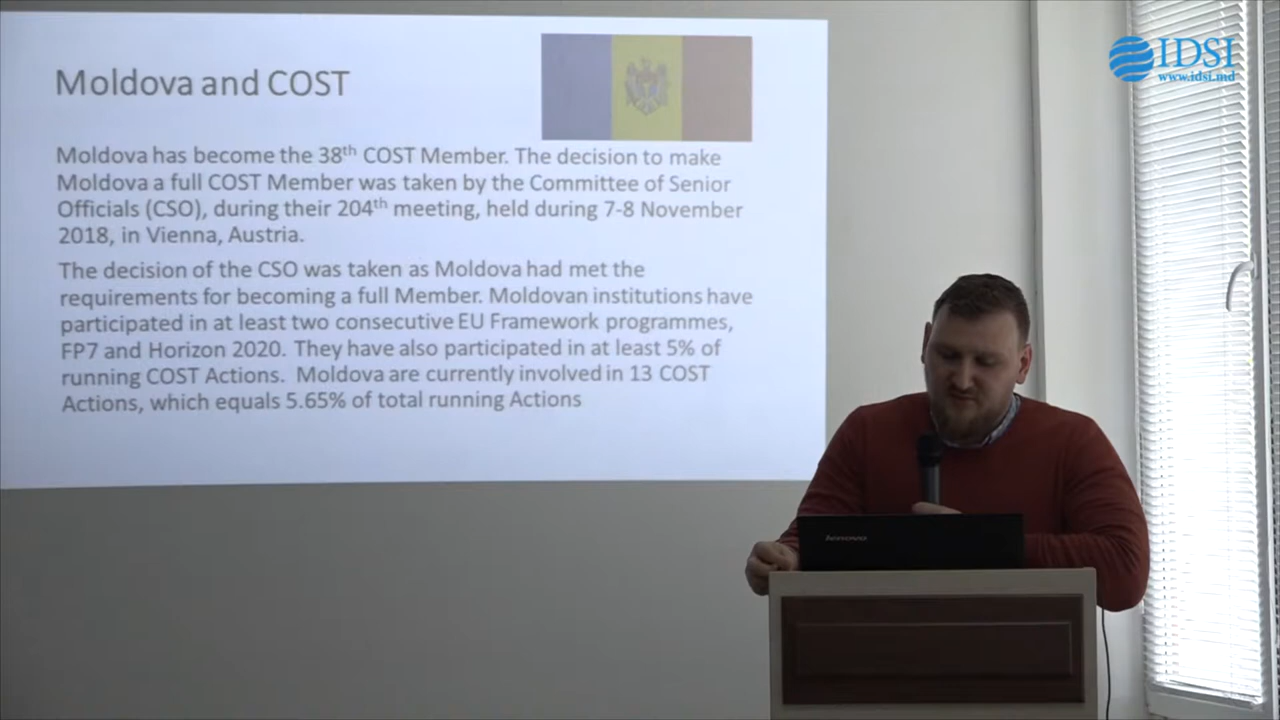 IDSI
www.idsi.md
Moldova and COST
Moldova has become the 38th COST Member. The decision to make
Moldova a full COST Member was taken by the Committee of Senior
Officials (CSO), during their 204th meeting, held during 7-8 November
2018, in Vienna, Austria.
The decision of the CSO was taken as Moldova had met the
requirements for becoming a full Member. Moldovan institutions have
participated in at least two consecutive EU Framework programmes,
FP7 and Horizon 2020. They have also participated in at least 5% of
running COST Actions. Moldova are currently involved in 13 COST
Actions, which equals 5.65% of total running Actions
lenovo